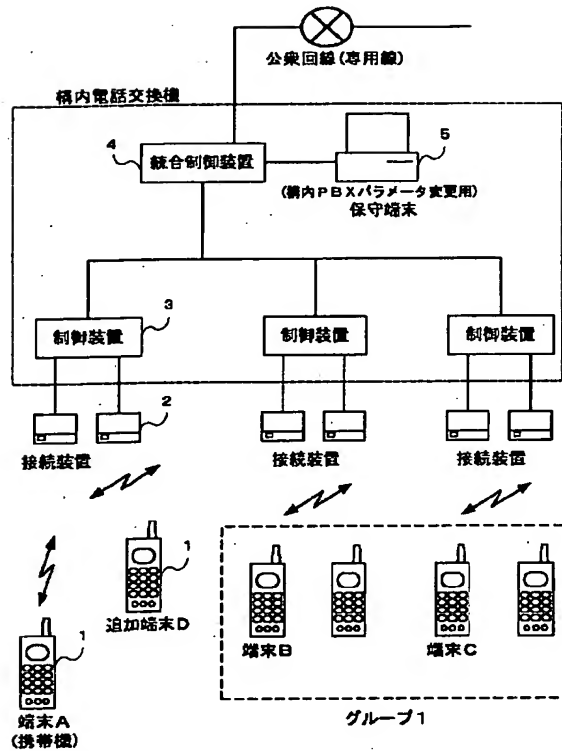 公衆回線(専用線)
構内電話交換機
4
統合制御装置
5
(構内PBXパラメータ変更用)
保守端末
3
制御装置
制御装置
制御装置
2
接続装置
接続装置
接続装置
1
追加端末D
1
端末B
端末C
端末A
(携帯機)
グループ1